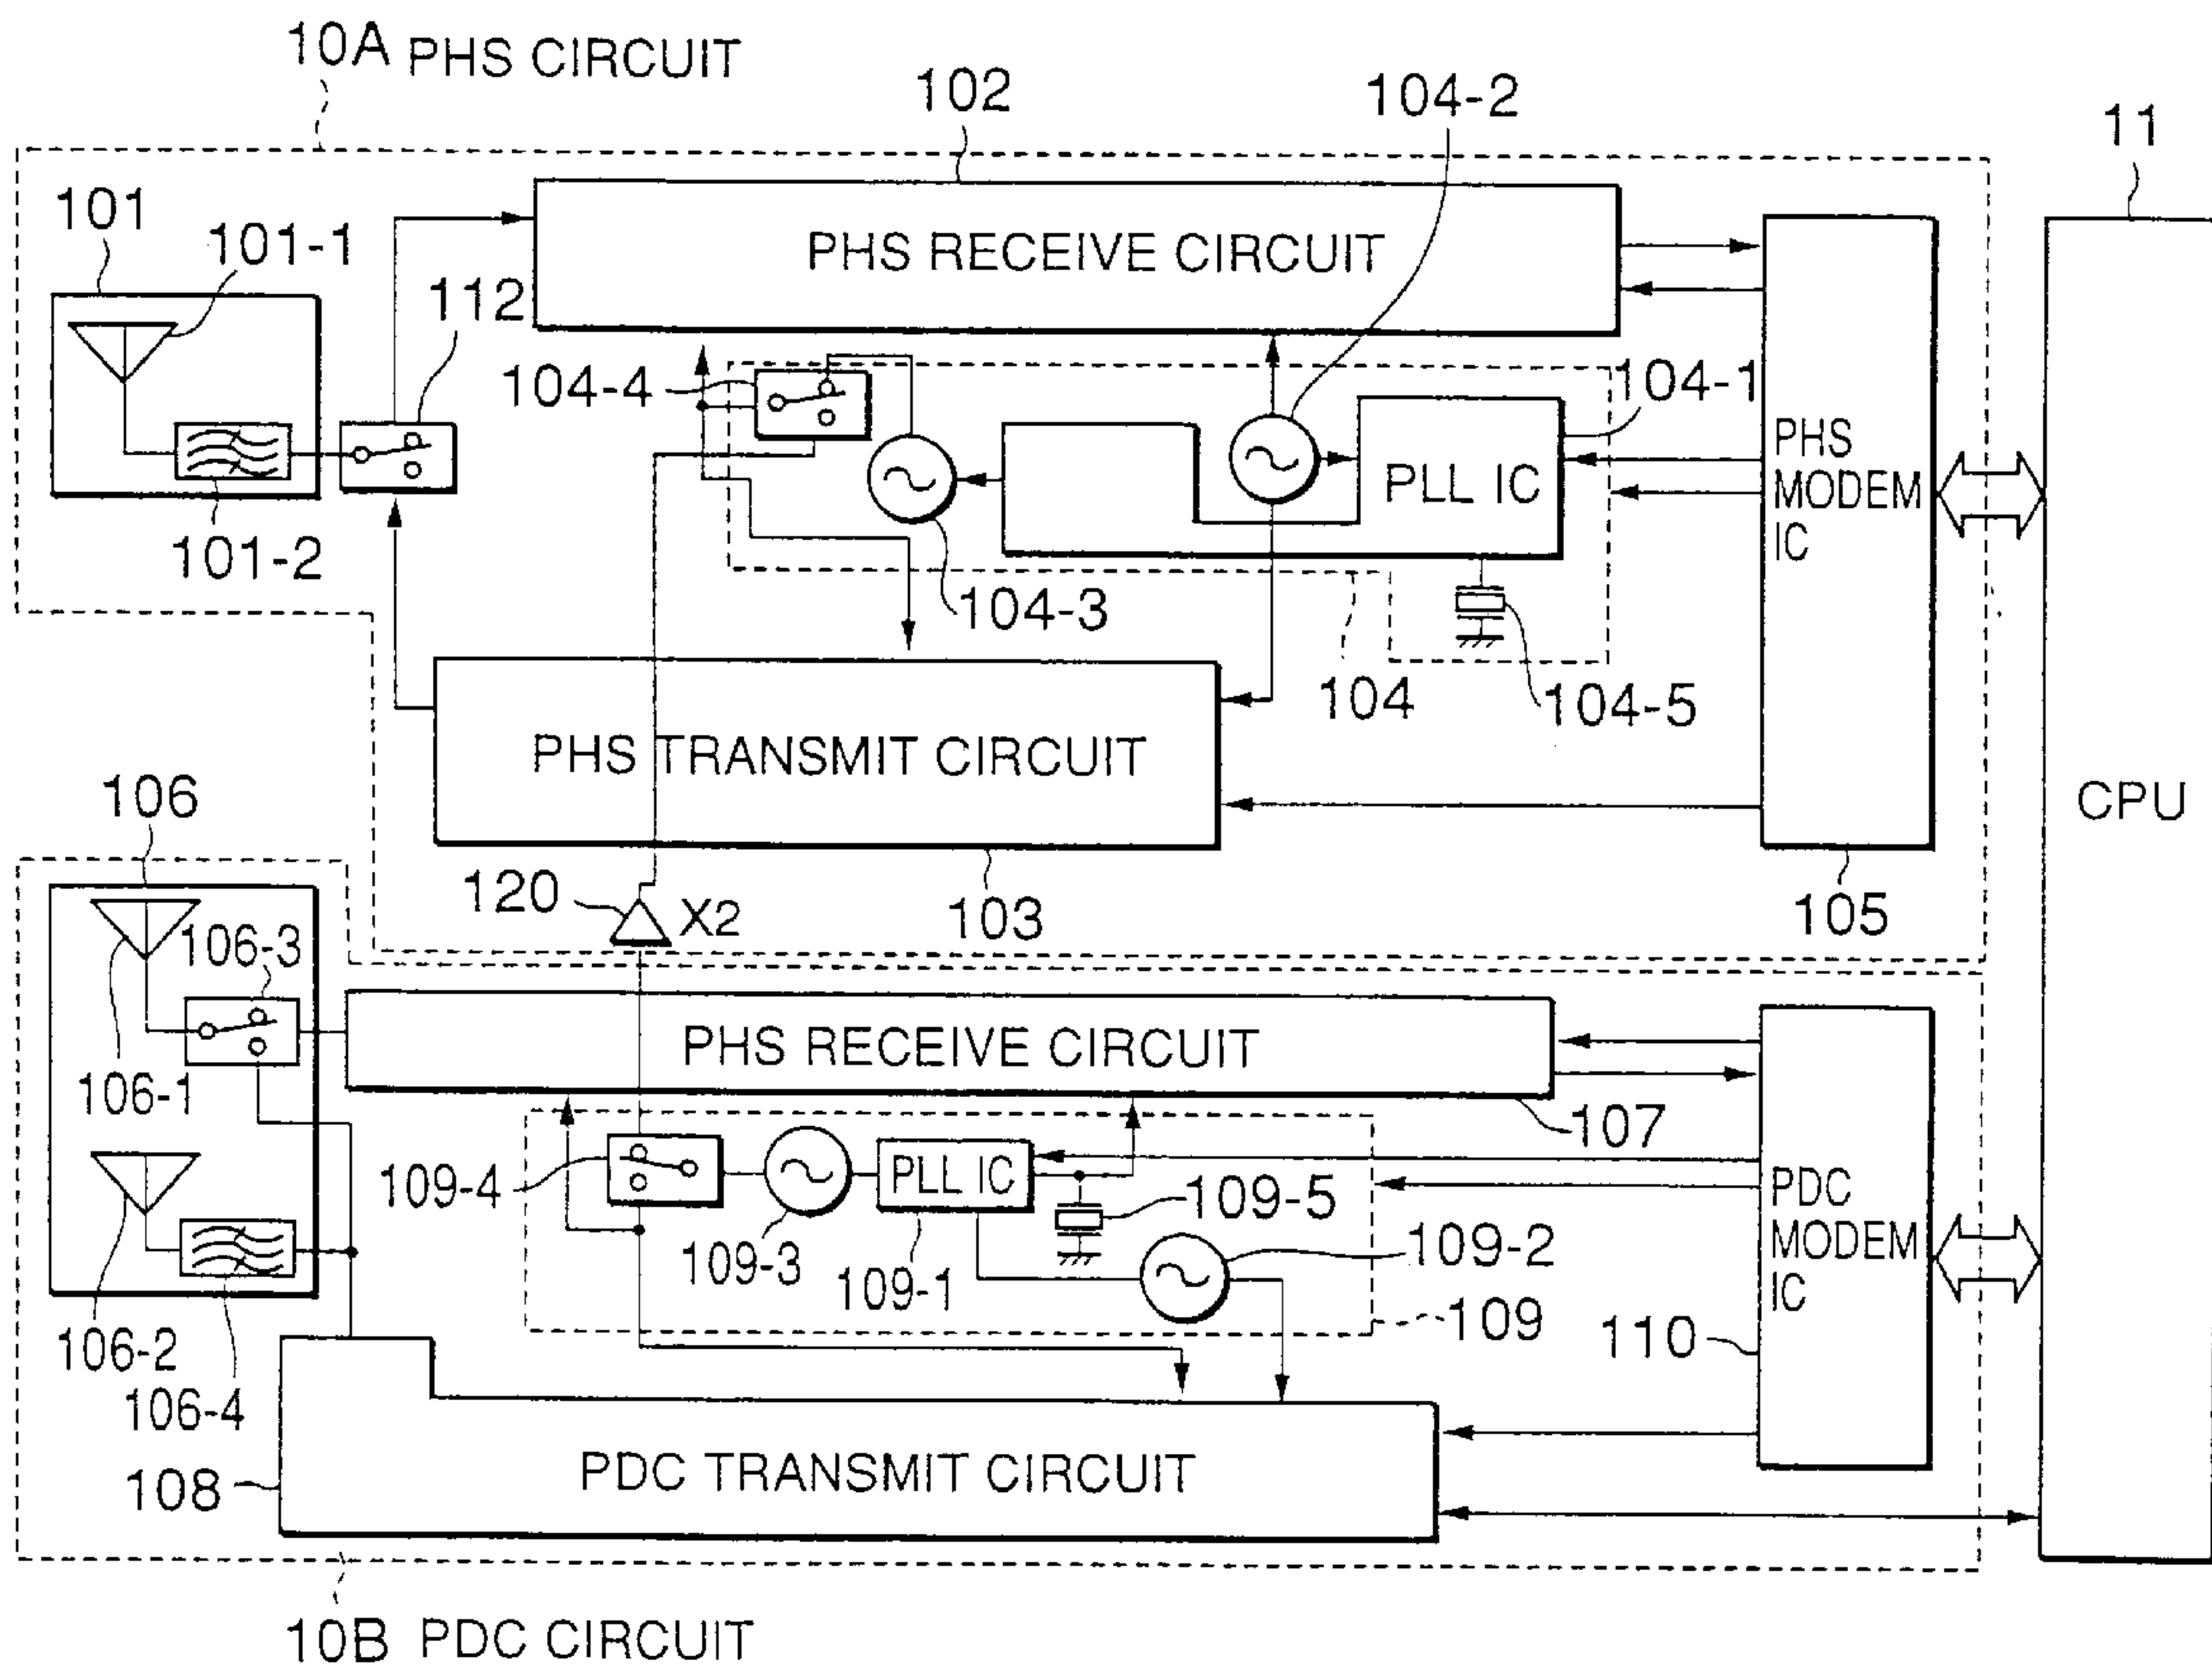 10A PHS CIRCUIT
102
104-2
11
101
101-1
112
PHS RECEIVE CIRCUIT
104-4
104-1
PHS
MODEM
IC
PLL IC
101-2
104-3
104
104-5
PHS TRANSMIT CIRCUIT
CPU
106
120
X2
103
105
106-3
PHS RECEIVE CIRCUIT
106-1
107
109-4
PLL IC
109-5
PDC
MODEM
IC
109-3
109-1
109-2
109
110
106-2
106-4
108
PDC TRANSMIT CIRCUIT
10B PDC CIRCUIT